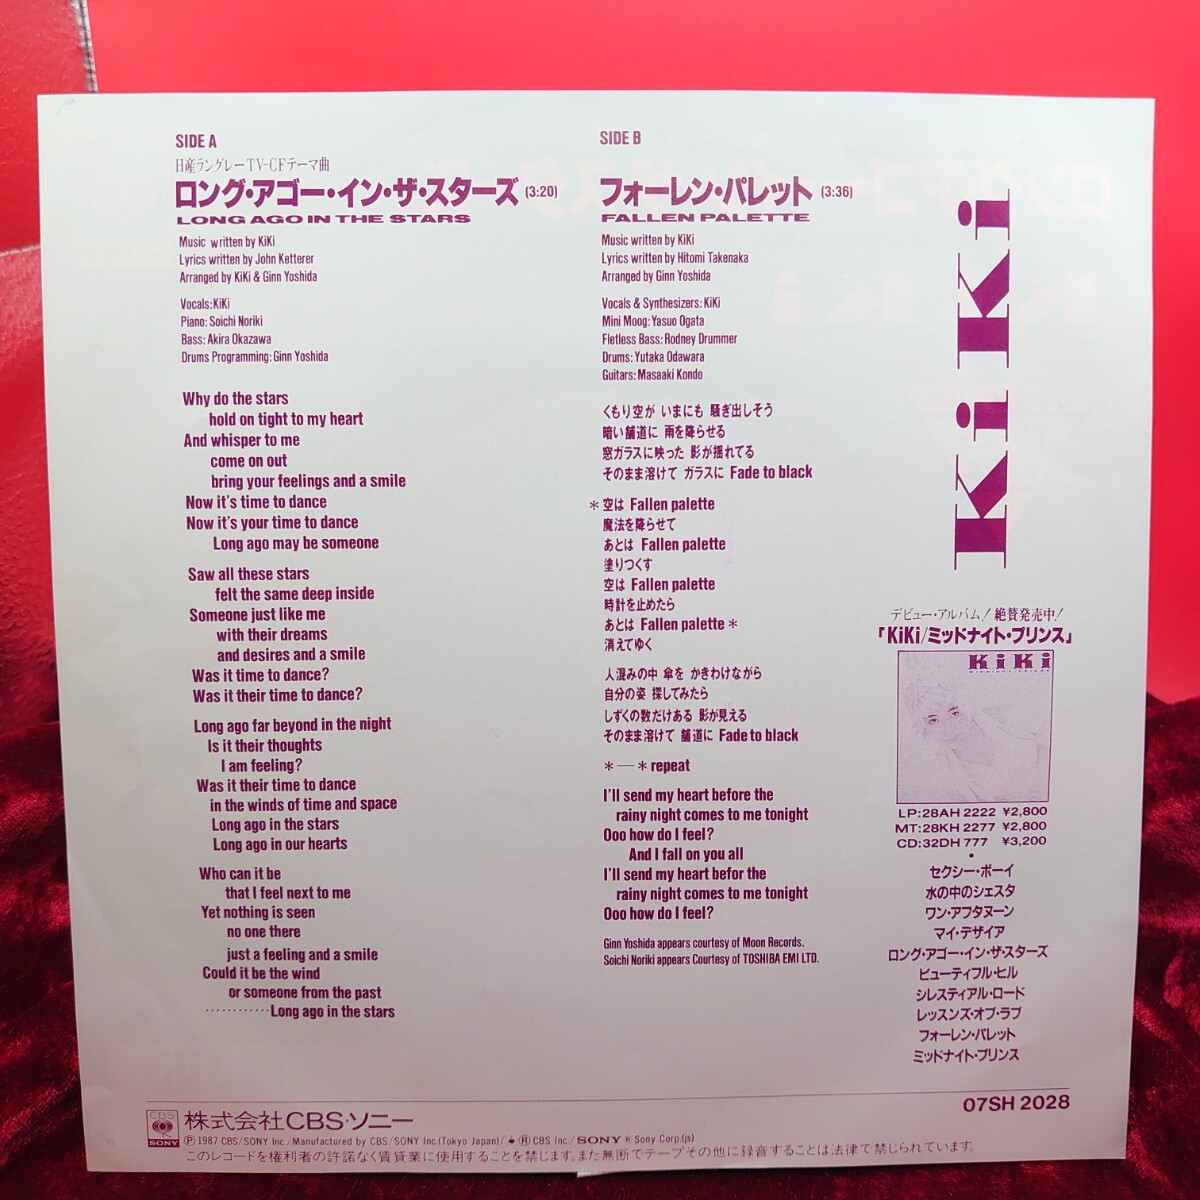 SIDE A
日産ラングレーTV-CFテーマ曲
ロング・アゴー・イン・ザ・スターズ (3:20)
LONG AGO IN THE STARS
Music written by KiKi
Lyrics written by John Ketterer
Arranged by KiKi & Ginn Yoshida
Vocals:KiKi
Piano:Soichi Noriki
Bass:Akira Okazawa
Drums Programming:Ginn Yoshida
Why do the stars
hold on tight to my heart
And whisper to me
come on out
bring your feelings and a smile
Now it's time to dance
Now it's your time to dance
Long ago may be someone
Saw all these stars
felt the same deep inside
Someone just like me
with their dreams
and desires and a smile
Was it time to dance?
Was it their time to dance?
Long ago far beyond in the night
Is it their thoughts
I am feeling?
Was it their time to dance
in the winds of time and space
Long ago in the stars
Long ago in our hearts
Who can it be
that I feel next to me
Yet nothing is seen
no one there
just a feeling and a smile
Could it be the wind
or someone from the past
…………Long ago in the stars
SIDE B
フォーレン・パレット (3:36)
FALLEN PALETTE
Music written by KiKi
Lyrics written by Hitomi Takenaka
Arranged by Ginn Yoshida
Vocals & Synthesizers:KiKi
Mini Moog:Yasuo Ogata
Fletless Bass:Rodney Drummer
Drums:Yutaka Odawara
Guitars:Masaaki Kondo
くもり空が いまにも 騒ぎ出しそう
暗い舗道に 雨を降らせる
窓ガラスに映った 影が揺れてる
そのまま溶けて ガラスに Fade to black
＊空は Fallen palette
魔法を降らせて
あとは Fallen palette
塗りつくす
空は Fallen palette
時計を止めたら
あとは Fallen palette＊
消えてゆく
人混みの中 傘を かきわけながら
自分の姿 探してみたら
しずくの数だけある 影が見える
そのまま溶けて 舗道に Fade to black
＊─＊repeat
I'll send my heart before the
rainy night comes to me tonight
Ooo how do I feel?
And I fall on you all
I'll send my heart befor the
rainy night comes to me tonight
Ooo how do I feel?
Ginn Yoshida appears courtesy of Moon Records.
Soichi Noriki appears Courtesy of TOSHIBA EMI LTD.
KiKi KiKi
デビュー・アルバム! 絶賛発売中!
「KiKi/ミッドナイト・プリンス」
KiKi
LP:28AH 2222 ¥2,800
MT:28KH 2277 ¥2,800
CD:32DH 777 ¥3,200
•
セクシー・ボーイ
水の中のシェスタ
ワン・アフタヌーン
マイ・デザイア
ロング・アゴー・イン・ザ・スターズ
ビューティフル・ヒル
シレスティアル・ロード
レッスンズ・オブ・ラブ
フォーレン・パレット
ミッドナイト・プリンス
07SH 2028
CBS
SONY
株式会社CBS・ソニー
Ⓟ 1987 CBS/SONY Inc./Manufactured by CBS/SONY Inc.(Tokyo Japan)/ ® CBS Inc./ SONY ® Sony Corp.(js)
このレコードを権利者の許諾なく賃貸業に使用することを禁じます。また無断でテープその他に録音することは法律で禁じられています。